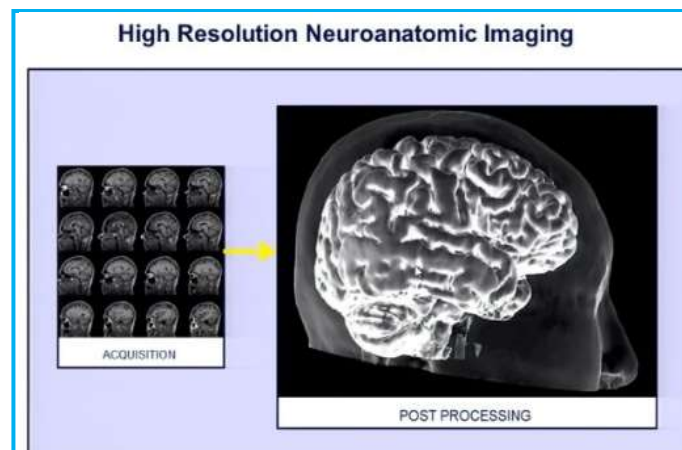 High Resolution Neuroanatomic Imaging
ACQUISITION
POST PROCESSING